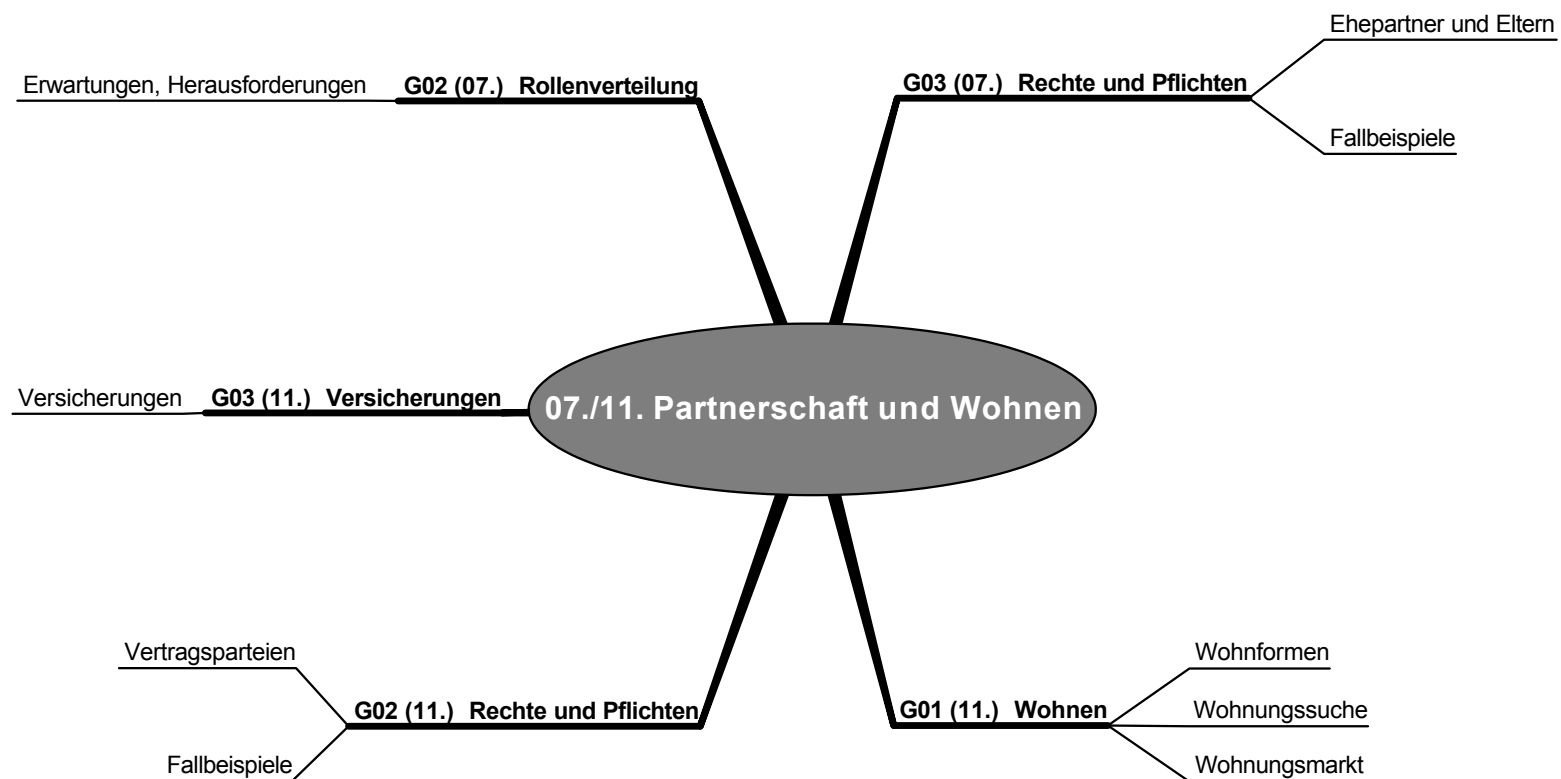 Ehepartner und Eltern
Erwartungen, Herausforderungen
G02 (07.)  Rollenverteilung
G03 (07.)  Rechte und Pflichten
Fallbeispiele
Versicherungen
G03 (11.)  Versicherungen
07./11. Partnerschaft und Wohnen
Vertragsparteien
G02 (11.)  Rechte und Pflichten
Fallbeispiele
Wohnformen
G01 (11.)  Wohnen
Wohnungssuche
Wohnungsmarkt